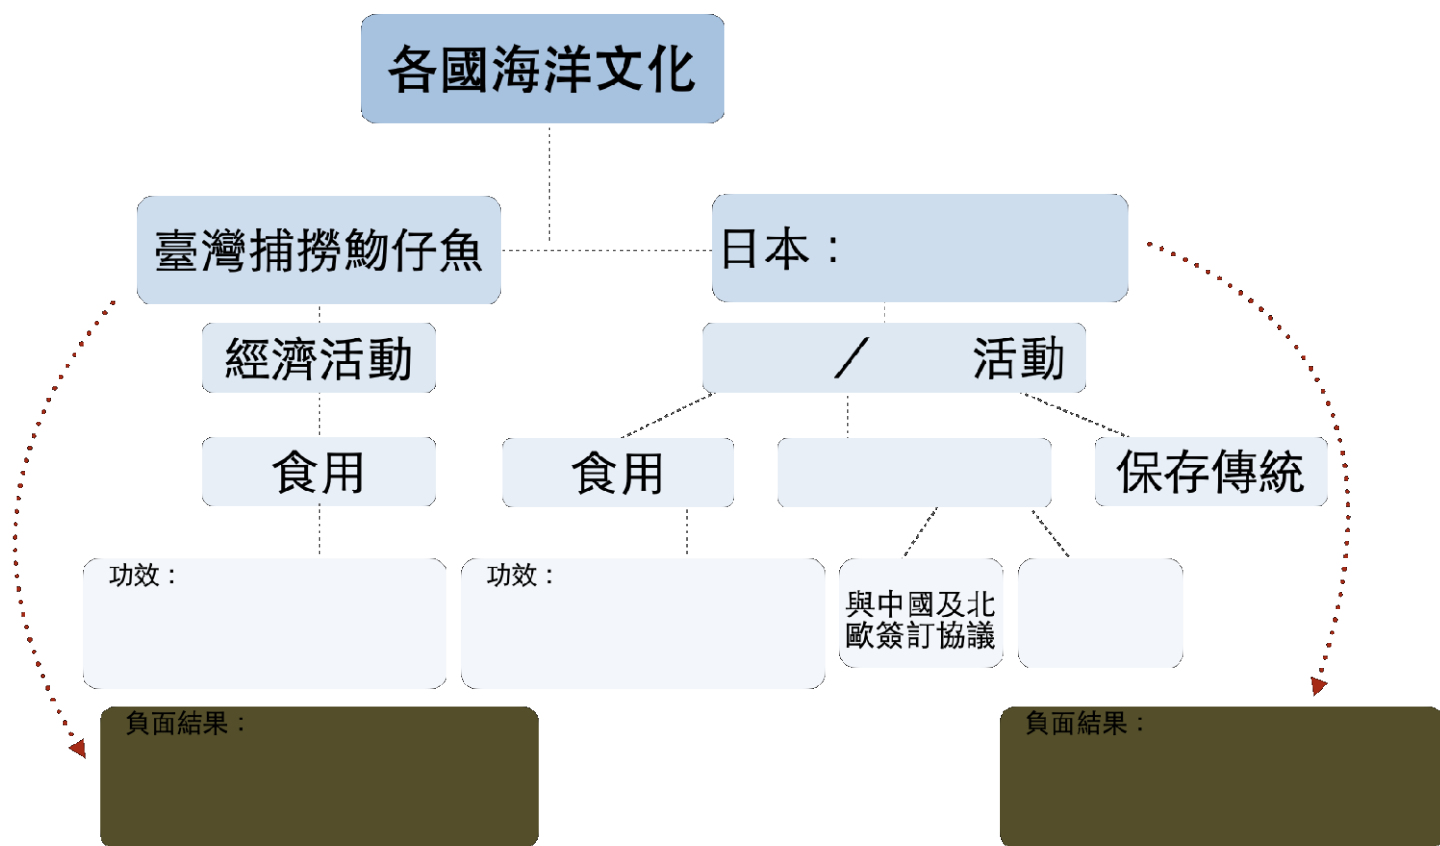 各國海洋文化
臺灣捕撈魩仔魚
日本：
經濟活動
／　　活動
食用
食用
保存傳統
功效：
功效：
與中國及北
歐簽訂協議
負面結果：
負面結果：